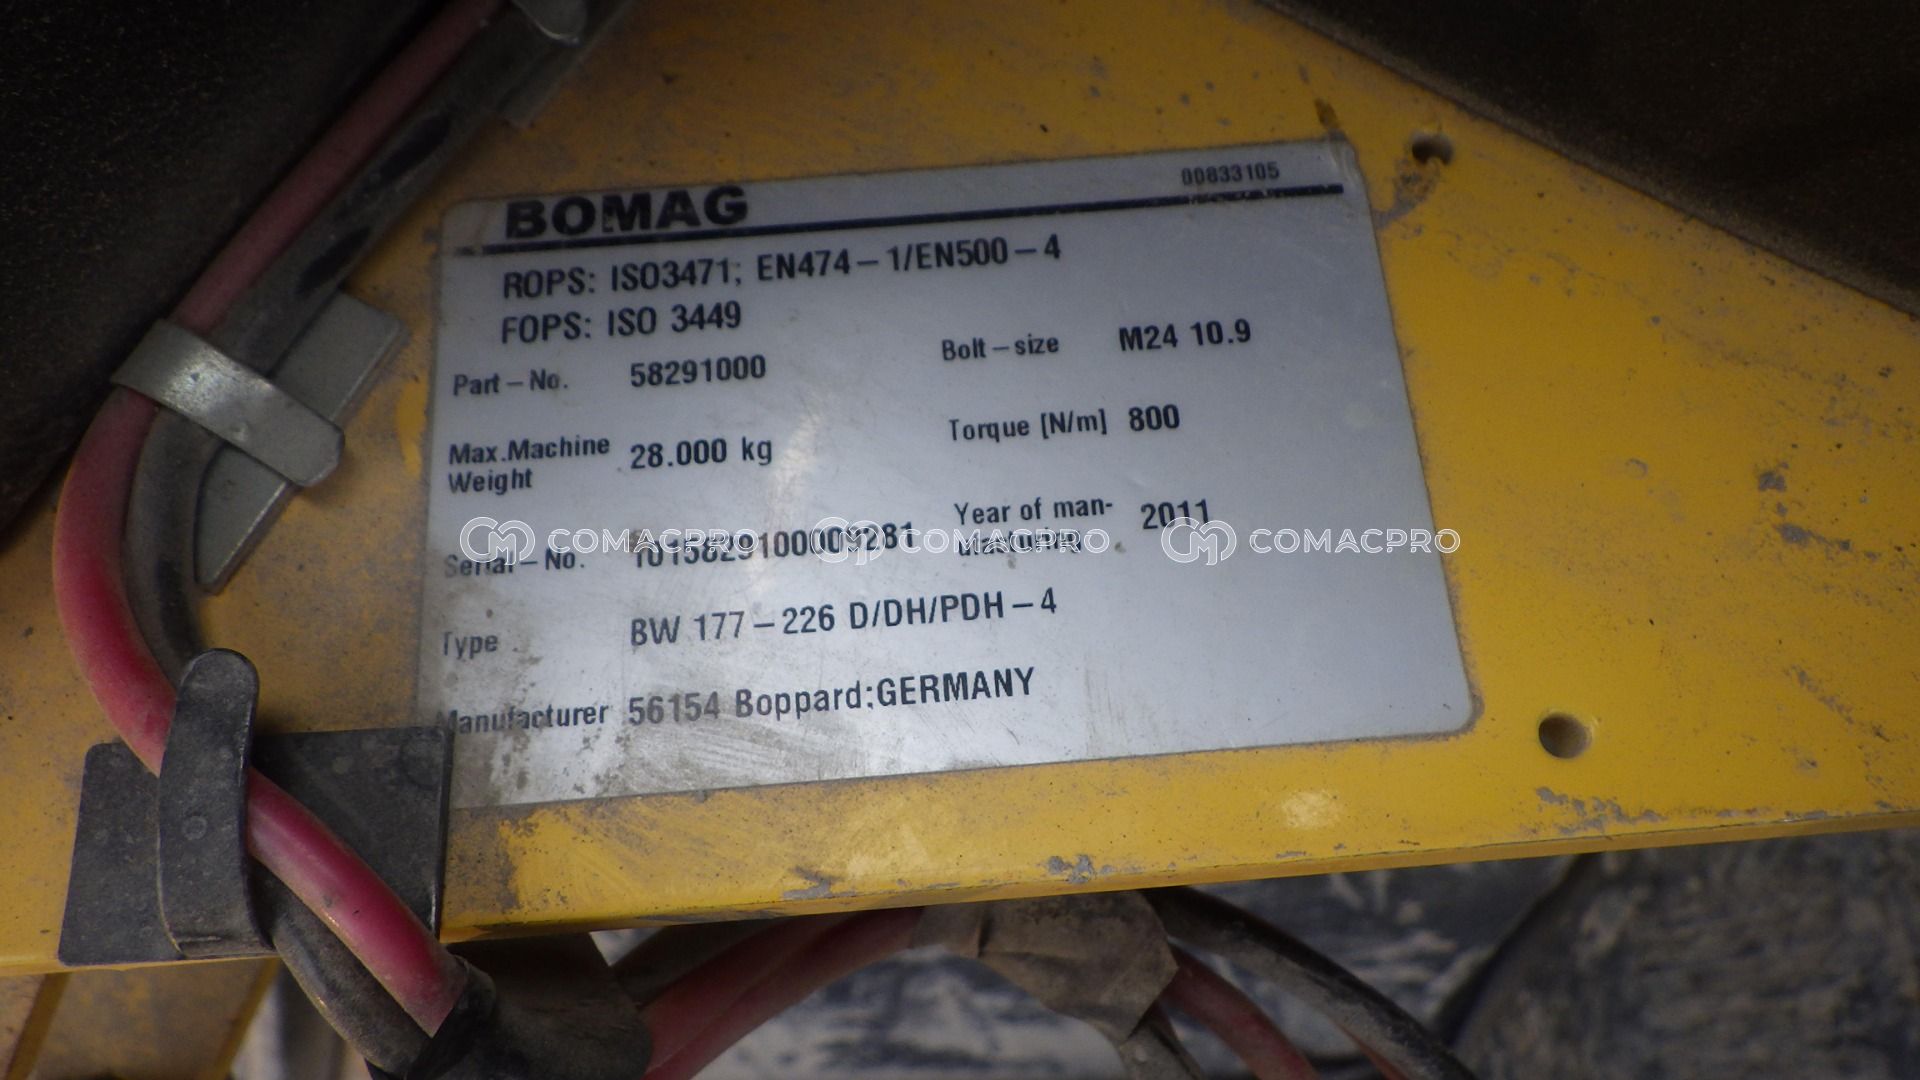 BOMAG
00833105
ROPS: ISO3471; EN474-1/EN500-4
FOPS: ISO 3449
Part-No. 58291000
Bolt-size M24 10.9
Max.Machine Weight 28.000 kg
Torque [N/m] 800
Serial-No.
Year of man- 2011
COMACPRO COMACPRO COMACPRO
Type BW 177-226 D/DH/PDH-4
Manufacturer 56154 Boppard;GERMANY